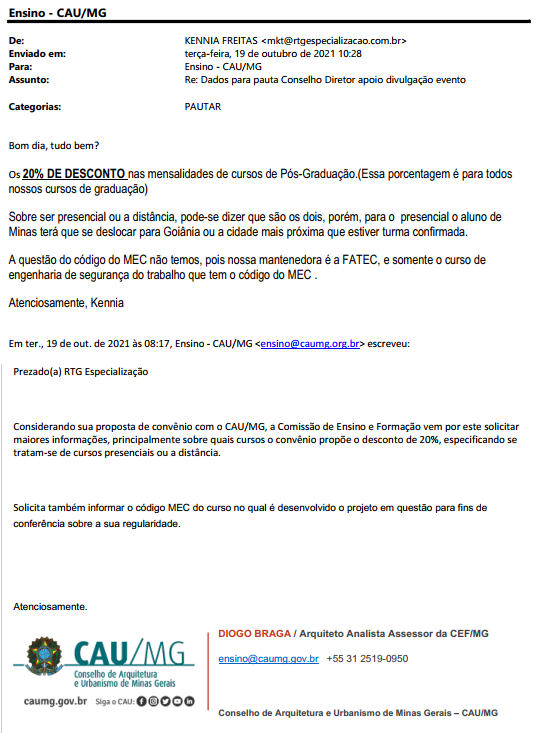 Ensino - CAU/MG
De: KENNIA FREITAS <mkt@rtgespecializacao.com.br>
Enviado em: terça-feira, 19 de outubro de 2021 10:28
Para: Ensino - CAU/MG
Assunto: Re: Dados para pauta Conselho Diretor apoio divulgação evento
Categorias: PAUTAR
Bom dia, tudo bem?
Os 20% DE DESCONTO nas mensalidades de cursos de Pós-Graduação.(Essa porcentagem é para todos
nossos cursos de graduação)
Sobre ser presencial ou a distância, pode-se dizer que são os dois, porém, para o presencial o aluno de
Minas terá que se deslocar para Goiânia ou a cidade mais próxima que estiver turma confirmada.
A questão do código do MEC não temos, pois nossa mantenedora é a FATEC, e somente o curso de
engenharia de segurança do trabalho que tem o código do MEC .
Atenciosamente, Kennia
Em ter., 19 de out. de 2021 às 08:17, Ensino - CAU/MG <ensino@caumg.org.br> escreveu:
Prezado(a) RTG Especialização
Considerando sua proposta de convênio com o CAU/MG, a Comissão de Ensino e Formação vem por este solicitar
maiores informações, principalmente sobre quais cursos o convênio propõe o desconto de 20%, especificando se
tratam-se de cursos presenciais ou a distância.
Solicita também informar o código MEC do curso no qual é desenvolvido o projeto em questão para fins de
conferência sobre a sua regularidade.
Atenciosamente.
CAU/MG
Conselho de Arquitetura
e Urbanismo de Minas Gerais
caumg.gov.br Siga o CAU:
DIOGO BRAGA / Arquiteto Analista Assessor da CEF/MG
ensino@caumg.gov.br +55 31 2519-0950
Conselho de Arquitetura e Urbanismo de Minas Gerais – CAU/MG